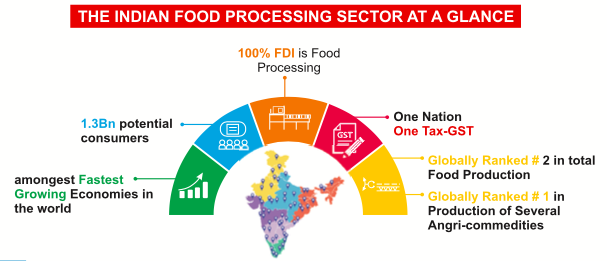 THE INDIAN FOOD PROCESSING SECTOR AT A GLANCE
100% FDI is Food
Processing
1.3Bn potential
consumers
One Nation
One Tax-GST
GST
amongest Fastest
Growing Economies in
the world
Globally Ranked # 2 in total
Food Production
Globally Ranked # 1 in
Production of Several
Angri-commedities